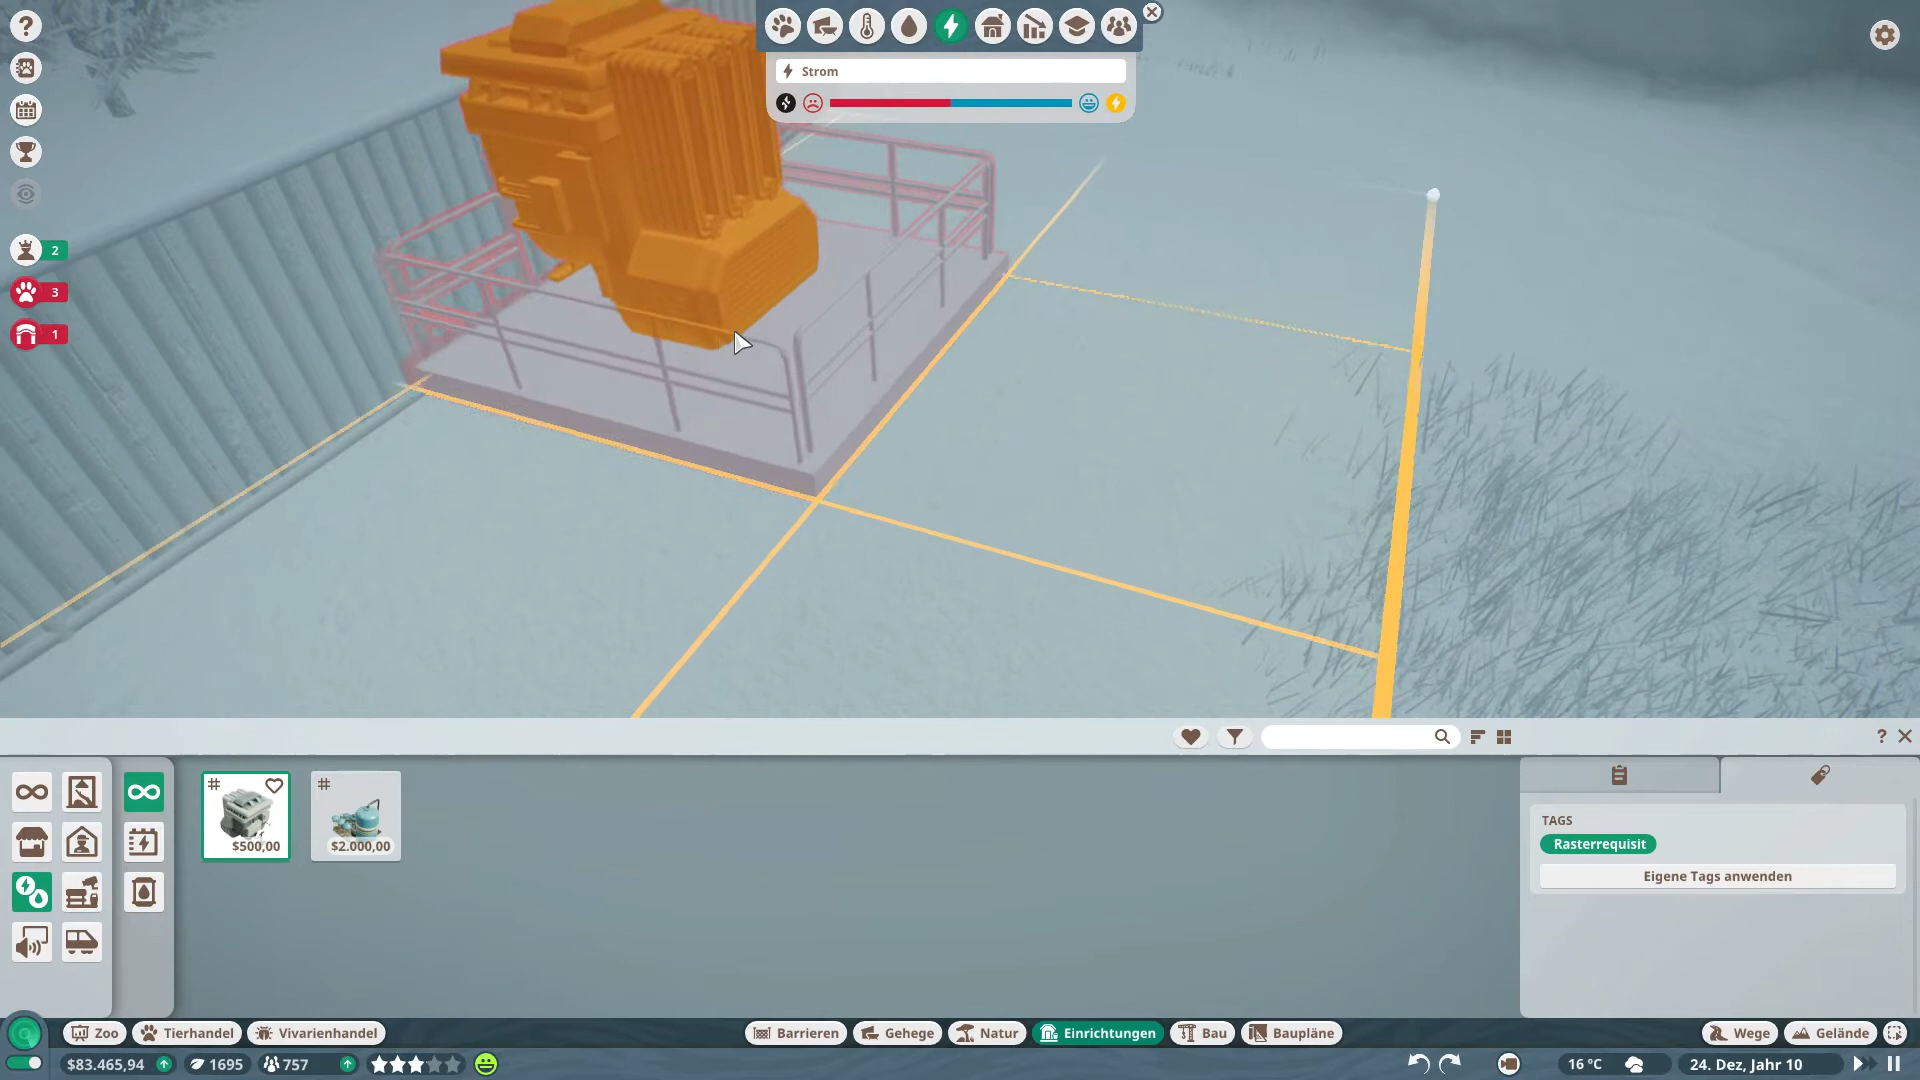 Strom
2
3
1
$500,00
$2.000,00
TAGS
Rasterrequisit
Eigene Tags anwenden
Zoo
Tierhandel
Vivarienhandel
Barrieren
Gehege
Natur
Einrichtungen
Bau
Baupläne
Wege
Gelände
$83.465,94
1695
757
16 °C
24. Dez, Jahr 10